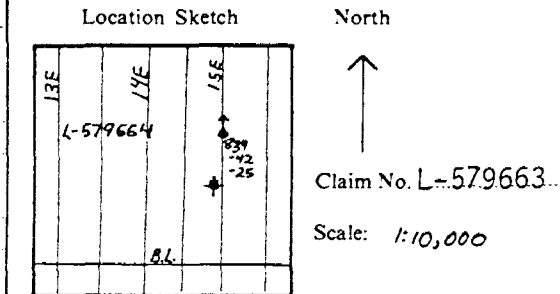 Location Sketch
North
13E
14E
15E
L-579664
839
-42
-25
Claim No. L-579663
Scale: 1:10,000
B.L.